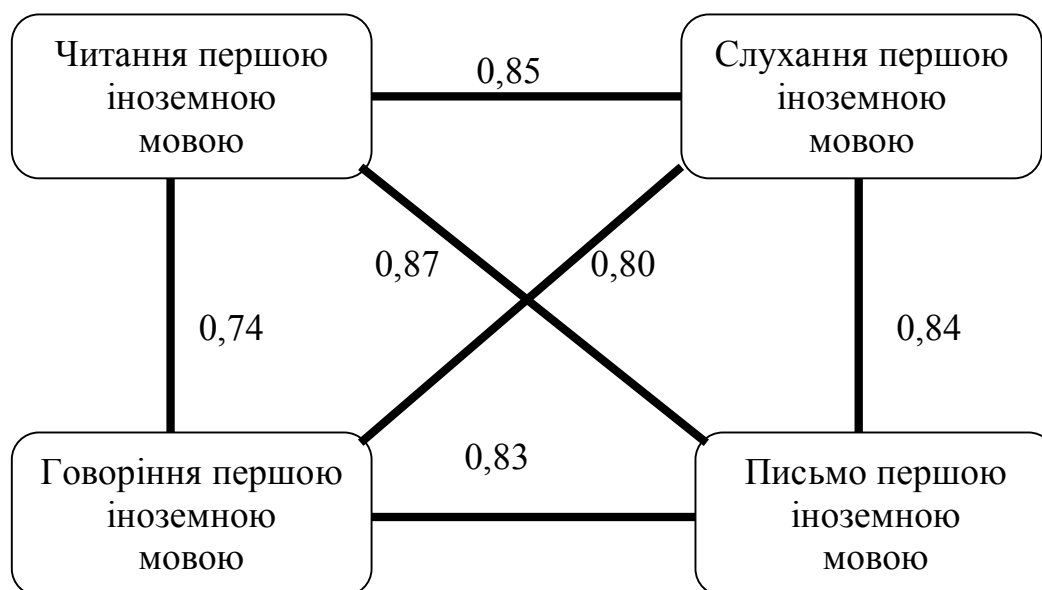 Читання першою
іноземною
мовою
0,85
Слухання першою
іноземною
мовою
0,87
0,80
0,74
0,84
Говоріння першою
іноземною
мовою
0,83
Письмо першою
іноземною
мовою